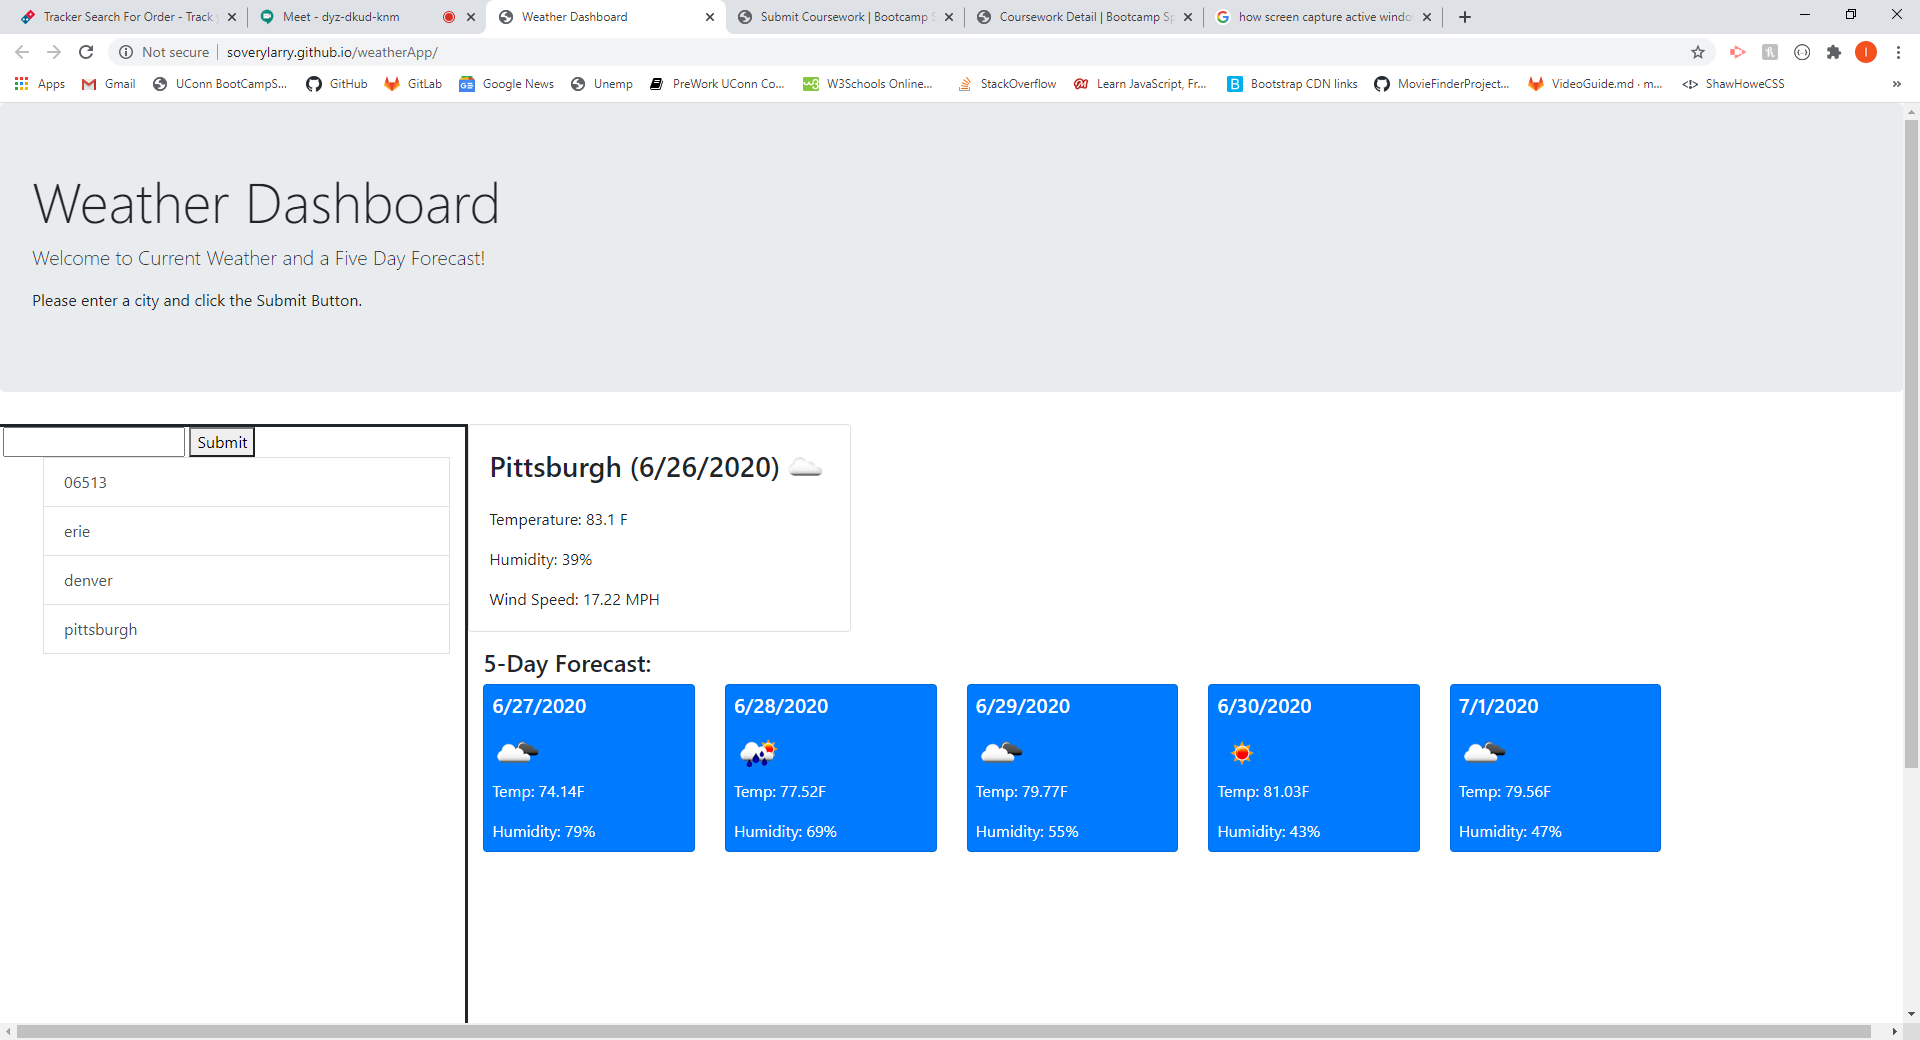 Tracker Search For Order - Track
Meet - dyz-dkud-knm
Weather Dashboard
Submit Coursework | Bootcamp S
Coursework Detail | Bootcamp Sp
how screen capture active windo
Not secure
soverylarry.github.io/weatherApp/
Apps
Gmail
UConn BootCampS...
GitHub
GitLab
Google News
Unemp
PreWork UConn Co...
W3Schools Online...
StackOverflow
Learn JavaScript, Fr...
Bootstrap CDN links
MovieFinderProject...
VideoGuide.md · m...
ShawHoweCSS
Weather Dashboard
Welcome to Current Weather and a Five Day Forecast!
Please enter a city and click the Submit Button.
Submit
06513
erie
denver
pittsburgh
Pittsburgh (6/26/2020)
Temperature: 83.1 F
Humidity: 39%
Wind Speed: 17.22 MPH
5-Day Forecast:
6/27/2020
Temp: 74.14F
Humidity: 79%
6/28/2020
Temp: 77.52F
Humidity: 69%
6/29/2020
Temp: 79.77F
Humidity: 55%
6/30/2020
Temp: 81.03F
Humidity: 43%
7/1/2020
Temp: 79.56F
Humidity: 47%